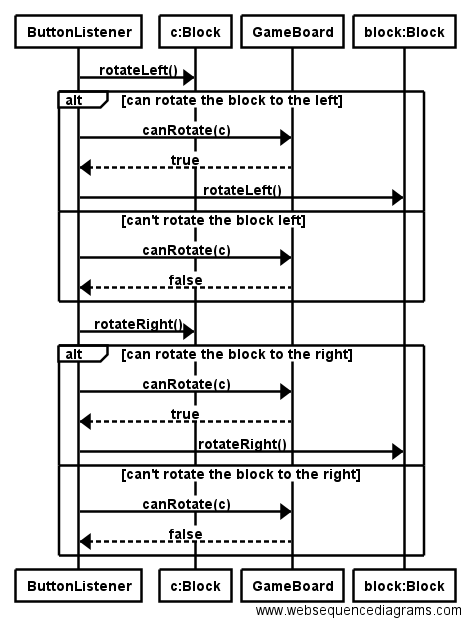 ButtonListener c:Block GameBoard block:Block
rotateLeft()
alt [can rotate the block to the left]
canRotate(c)
true
rotateLeft()
[can't rotate the block left]
canRotate(c)
false
rotateRight()
alt [can rotate the block to the right]
canRotate(c)
true
rotateRight()
[can't rotate the block to the right]
canRotate(c)
false
ButtonListener c:Block GameBoard block:Block
www.websequencediagrams.com